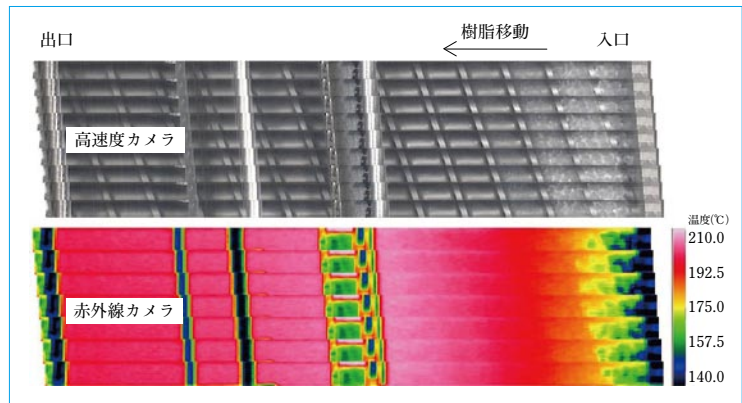 出口
樹脂移動
入口
高速度カメラ
赤外線カメラ
温度(℃)
210.0
192.5
175.0
157.5
140.0